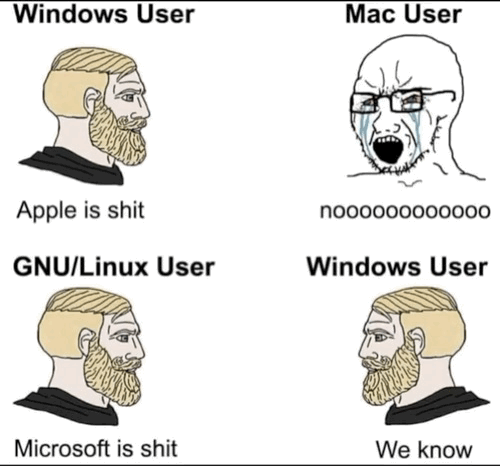 Windows User
Mac User
Apple is shit
nooooooooooooo
GNU/Linux User
Windows User
Microsoft is shit
We know